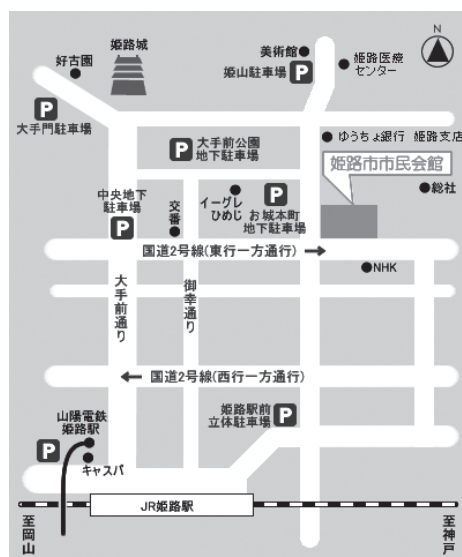 N
姫路城
好古園
美術館
姫路医療
センター
P
姫山駐車場
P
大手門駐車場
P
大手前公園
地下駐車場
ゆうちょ銀行 姫路支店
姫路市市民会館
総社
中央地下
駐車場
P
交番
イーグレ
ひめじ
P
お城本町
地下駐車場
国道2号線(東行一方通行)
NHK
大手前通り
御幸通り
国道2号線(西行一方通行)
山陽電鉄
姫路駅
P
キャスパ
姫路駅前
立体駐車場
P
JR姫路駅
至岡山
至神戸